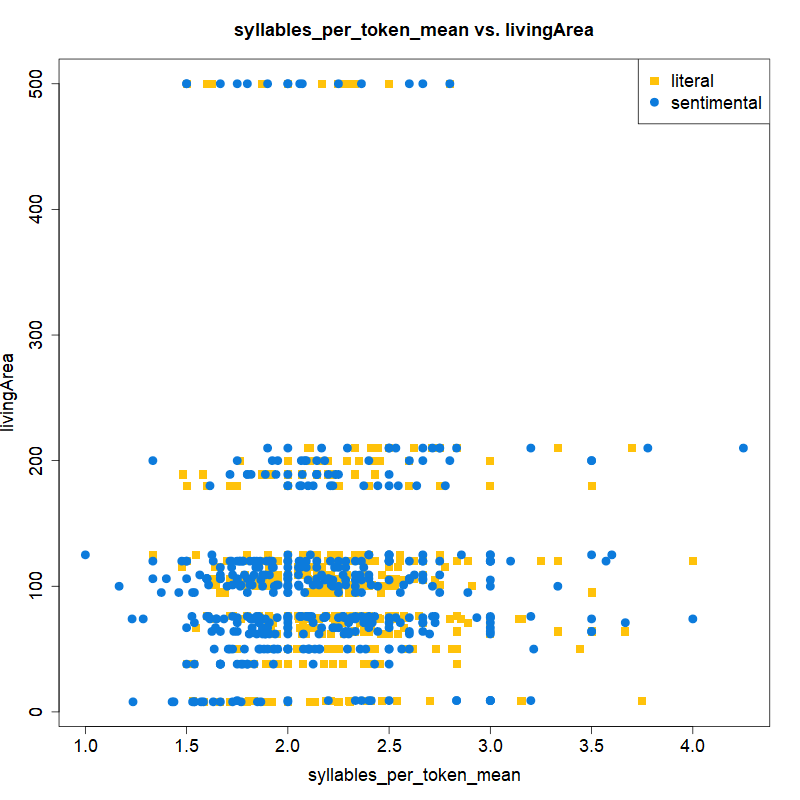 syllables_per_token_mean vs. livingArea
literal
sentimental
500
400
300
200
100
0
livingArea
1.0 1.5 2.0 2.5 3.0 3.5 4.0
syllables_per_token_mean